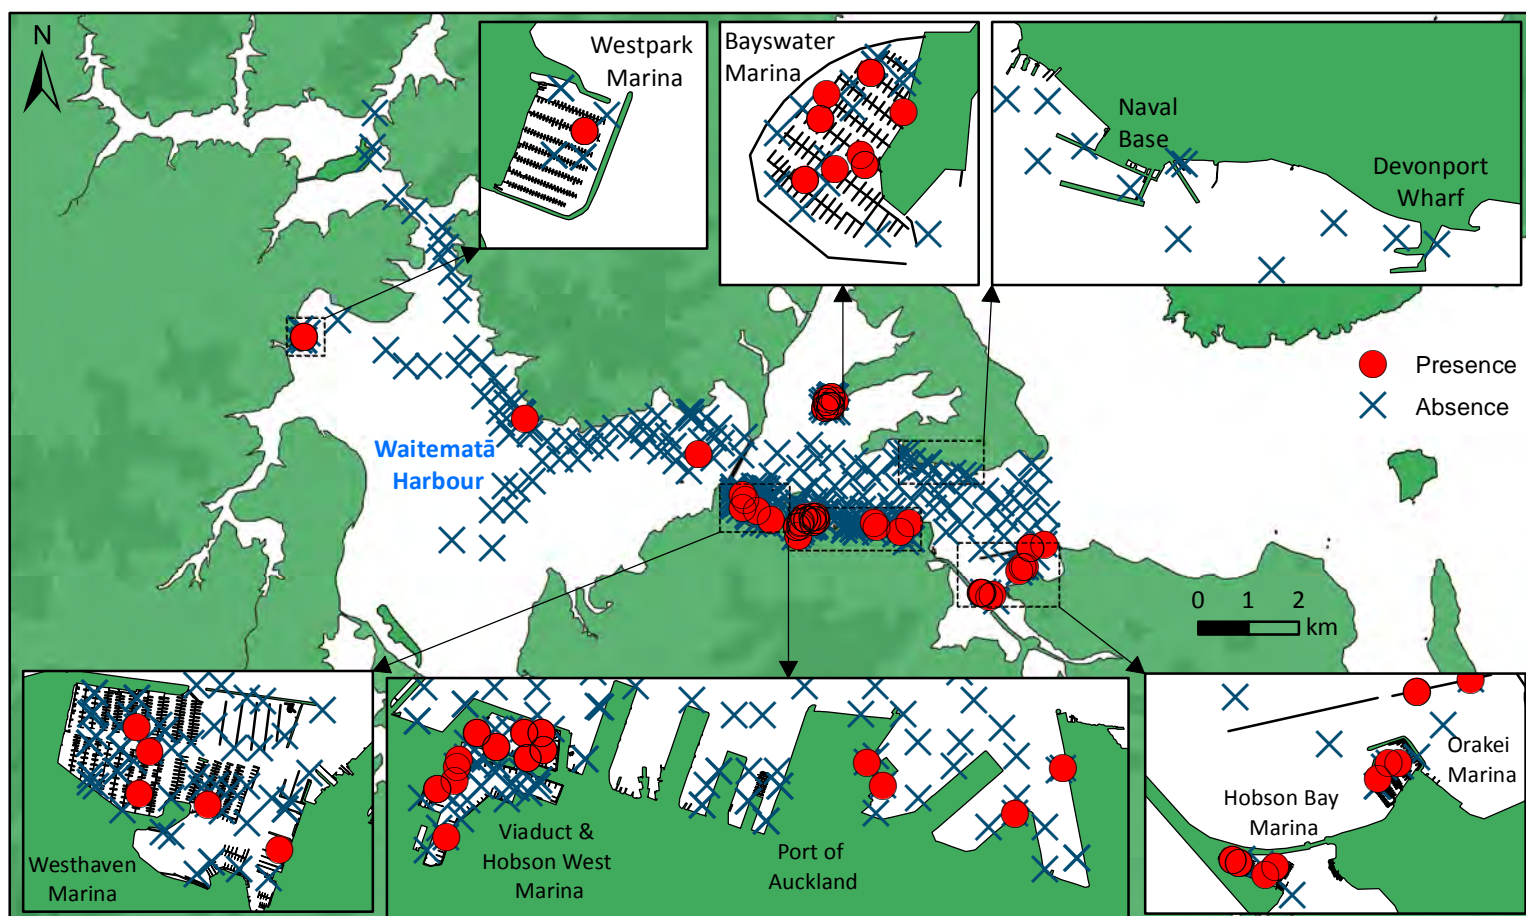 N
Westpark
Marina
Bayswater
Marina
Naval
Base
Devonport
Wharf
Presence
Absence
Waitematā
Harbour
0 1 2
km
Westhaven
Marina
Viaduct &
Hobson West
Marina
Port of
Auckland
Hobson Bay
Marina
Orakei
Marina